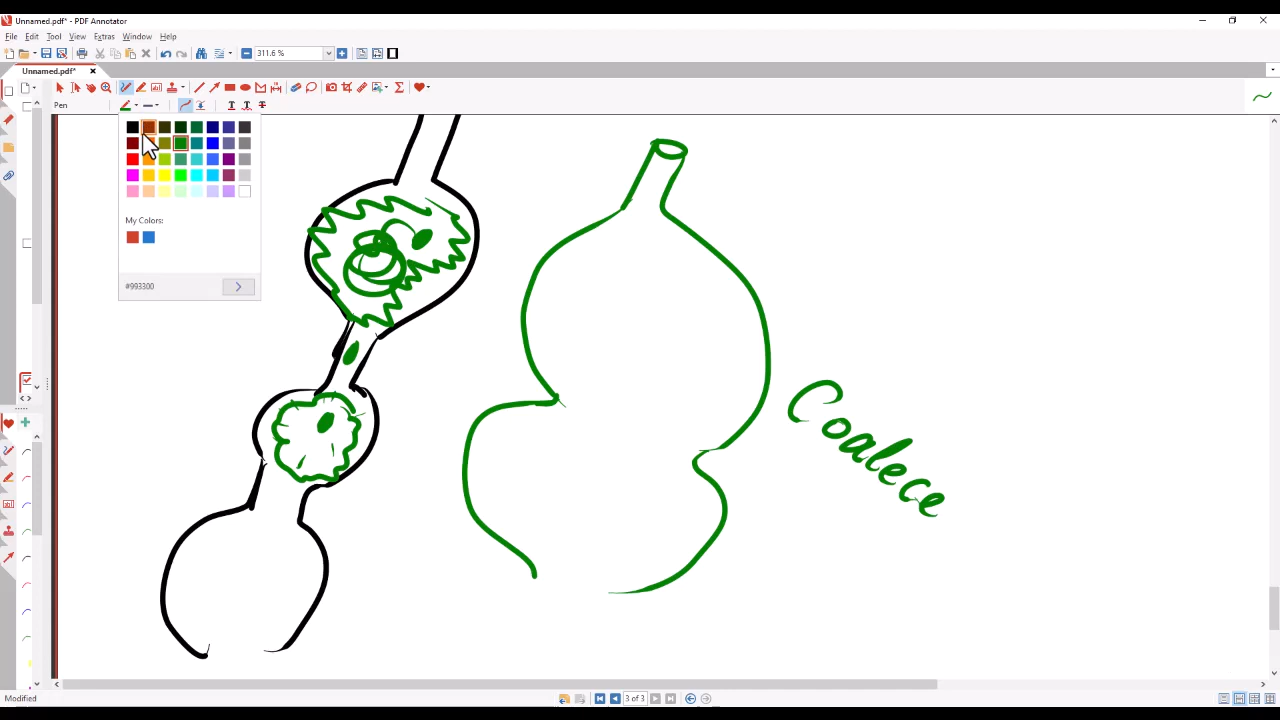 Unnamed.pdf* - PDF Annotator
File Edit Tool View Extras Window Help
311.6 %
Unnamed.pdf*
Pen
My Colors:
#993300
Coalece
3 of 3
Modified